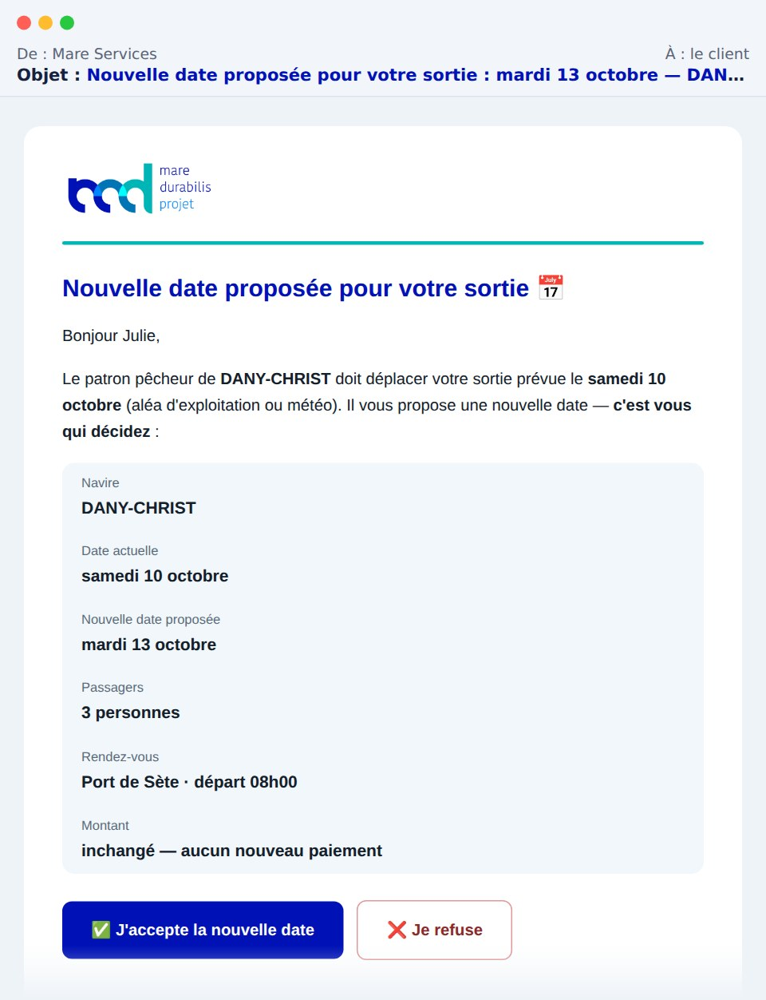 De : Mare Services
À : le client
Objet : Nouvelle date proposée pour votre sortie : mardi 13 octobre — DAN…
mcd
mare
durabilis
projet
Nouvelle date proposée pour votre sortie 📅
Bonjour Julie,
Le patron pêcheur de DANY-CHRIST doit déplacer votre sortie prévue le samedi 10
octobre (aléa d'exploitation ou météo). Il vous propose une nouvelle date — c'est vous
qui décidez :
Navire
DANY-CHRIST
Date actuelle
samedi 10 octobre
Nouvelle date proposée
mardi 13 octobre
Passagers
3 personnes
Rendez-vous
Port de Sète · départ 08h00
Montant
inchangé — aucun nouveau paiement
✅ J'accepte la nouvelle date
❌ Je refuse